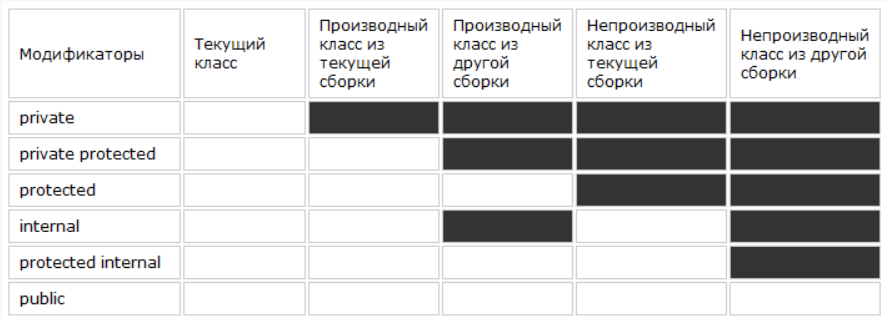 Модификаторы
Текущий
класс
Производный
класс из
текущей
сборки
Производный
класс из
другой
сборки
Непроизводный
класс из
текущей
сборки
Непроизводный
класс из другой
сборки
private
private protected
protected
internal
protected internal
public